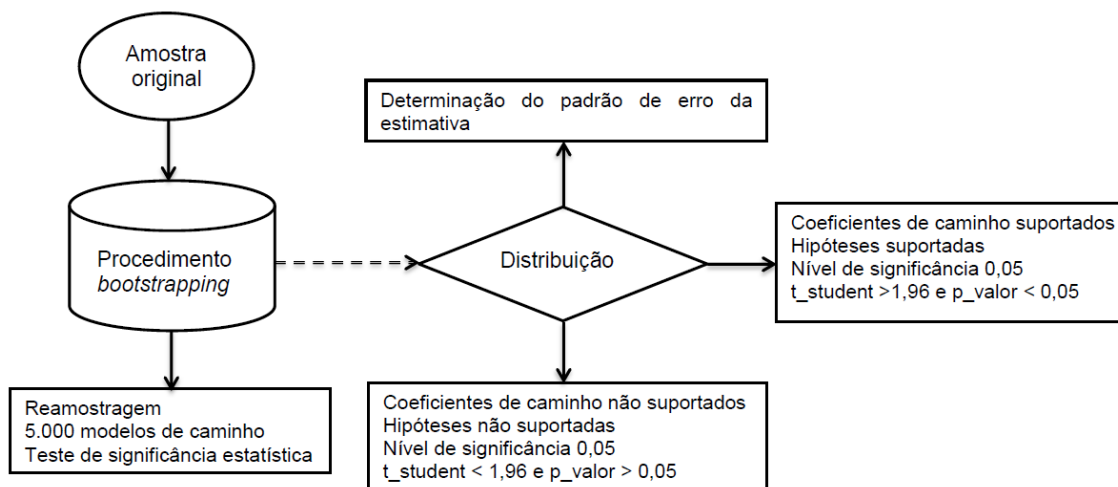 Amostra
original
Determinação do padrão de erro da
estimativa
Procedimento
bootstrapping
Distribuição
Coeficientes de caminho suportados
Hipóteses suportadas
Nível de significância 0,05
t_student >1,96 e p_valor < 0,05
Reamostragem
5.000 modelos de caminho
Teste de significância estatística
Coeficientes de caminho não suportados
Hipóteses não suportadas
Nível de significância 0,05
t_student < 1,96 e p_valor > 0,05